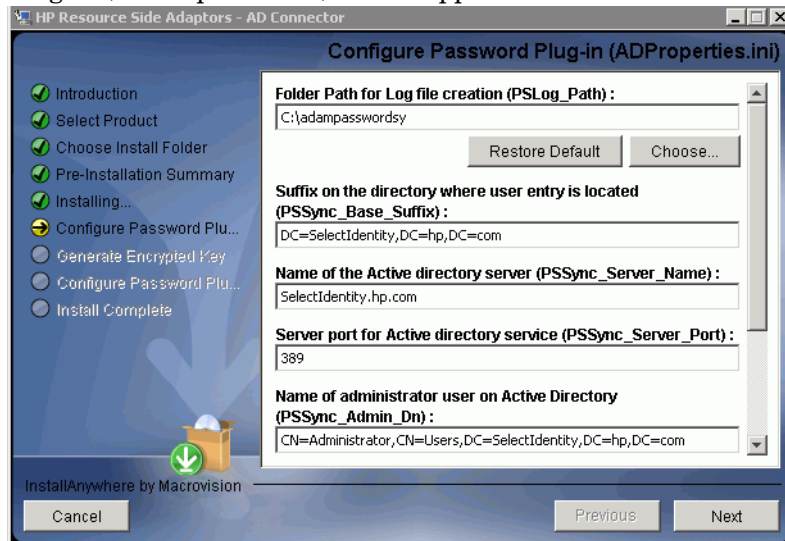 HP Resource Side Adaptors - AD Connector
Configure Password Plug-in (ADProperties.ini)
Introduction
Select Product
Choose Install Folder
Pre-Installation Summary
Installing...
Configure Password Plu...
Generate Encrypted Key
Configure Password Plu...
Install Complete
Folder Path for Log file creation (PSLog_Path) :
C:\adampasswordsy
Restore Default
Choose...
Suffix on the directory where user entry is located
(PSSync_Base_Suffix) :
DC=SelectIdentity,DC=hp,DC=com
Name of the Active directory server (PSSync_Server_Name) :
SelectIdentity.hp.com
Server port for Active directory service (PSSync_Server_Port) :
389
Name of administrator user on Active Directory
(PSSync_Admin_Dn) :
CN=Administrator,CN=Users,DC=SelectIdentity,DC=hp,DC=com
InstallAnywhere by Macrovision
Cancel
Previous
Next